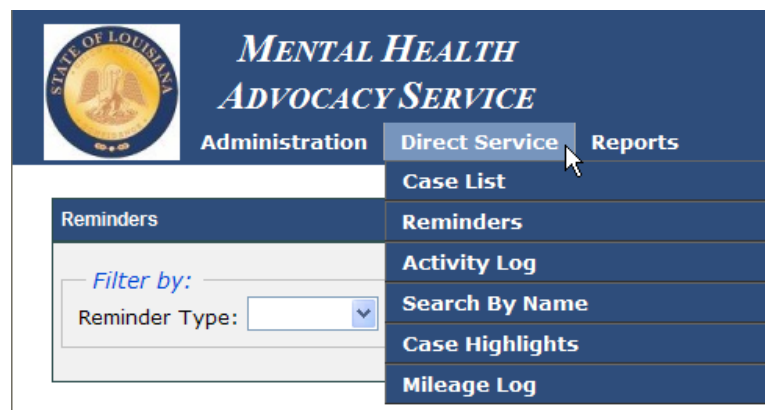 STATE OF LOUISIANA
MENTAL HEALTH
ADVOCACY SERVICE
Administration Direct Service Reports
Case List
Reminders Reminders
Activity Log
Filter by:
Search By Name
Reminder Type:
Case Highlights
Mileage Log